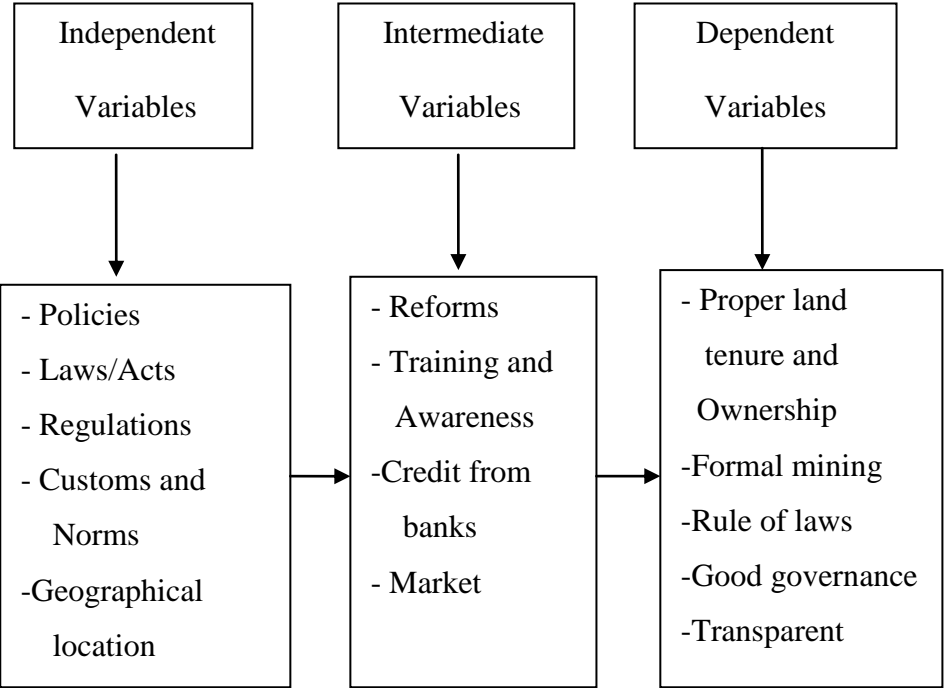 Independent
Variables
Intermediate
Variables
Dependent
Variables
- Policies
- Laws/Acts
- Regulations
- Customs and
Norms
-Geographical
location
- Reforms
- Training and
Awareness
-Credit from
banks
- Market
- Proper land
tenure and
Ownership
-Formal mining
-Rule of laws
-Good governance
-Transparent